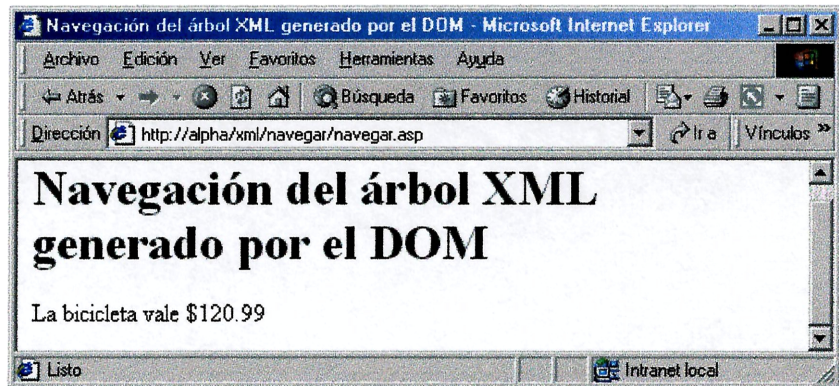 Navegación del árbol XML generado por el DOM - Microsoft Internet Explorer
Archivo Edición Ver Favoritos Herramientas Ayuda
Atrás Búsqueda Favoritos Historial
Dirección http://alpha/xml/navegar/navegar.asp Ir a Vínculos »
Navegación del árbol XML
generado por el DOM
La bicicleta vale $120.99
Listo Intranet local